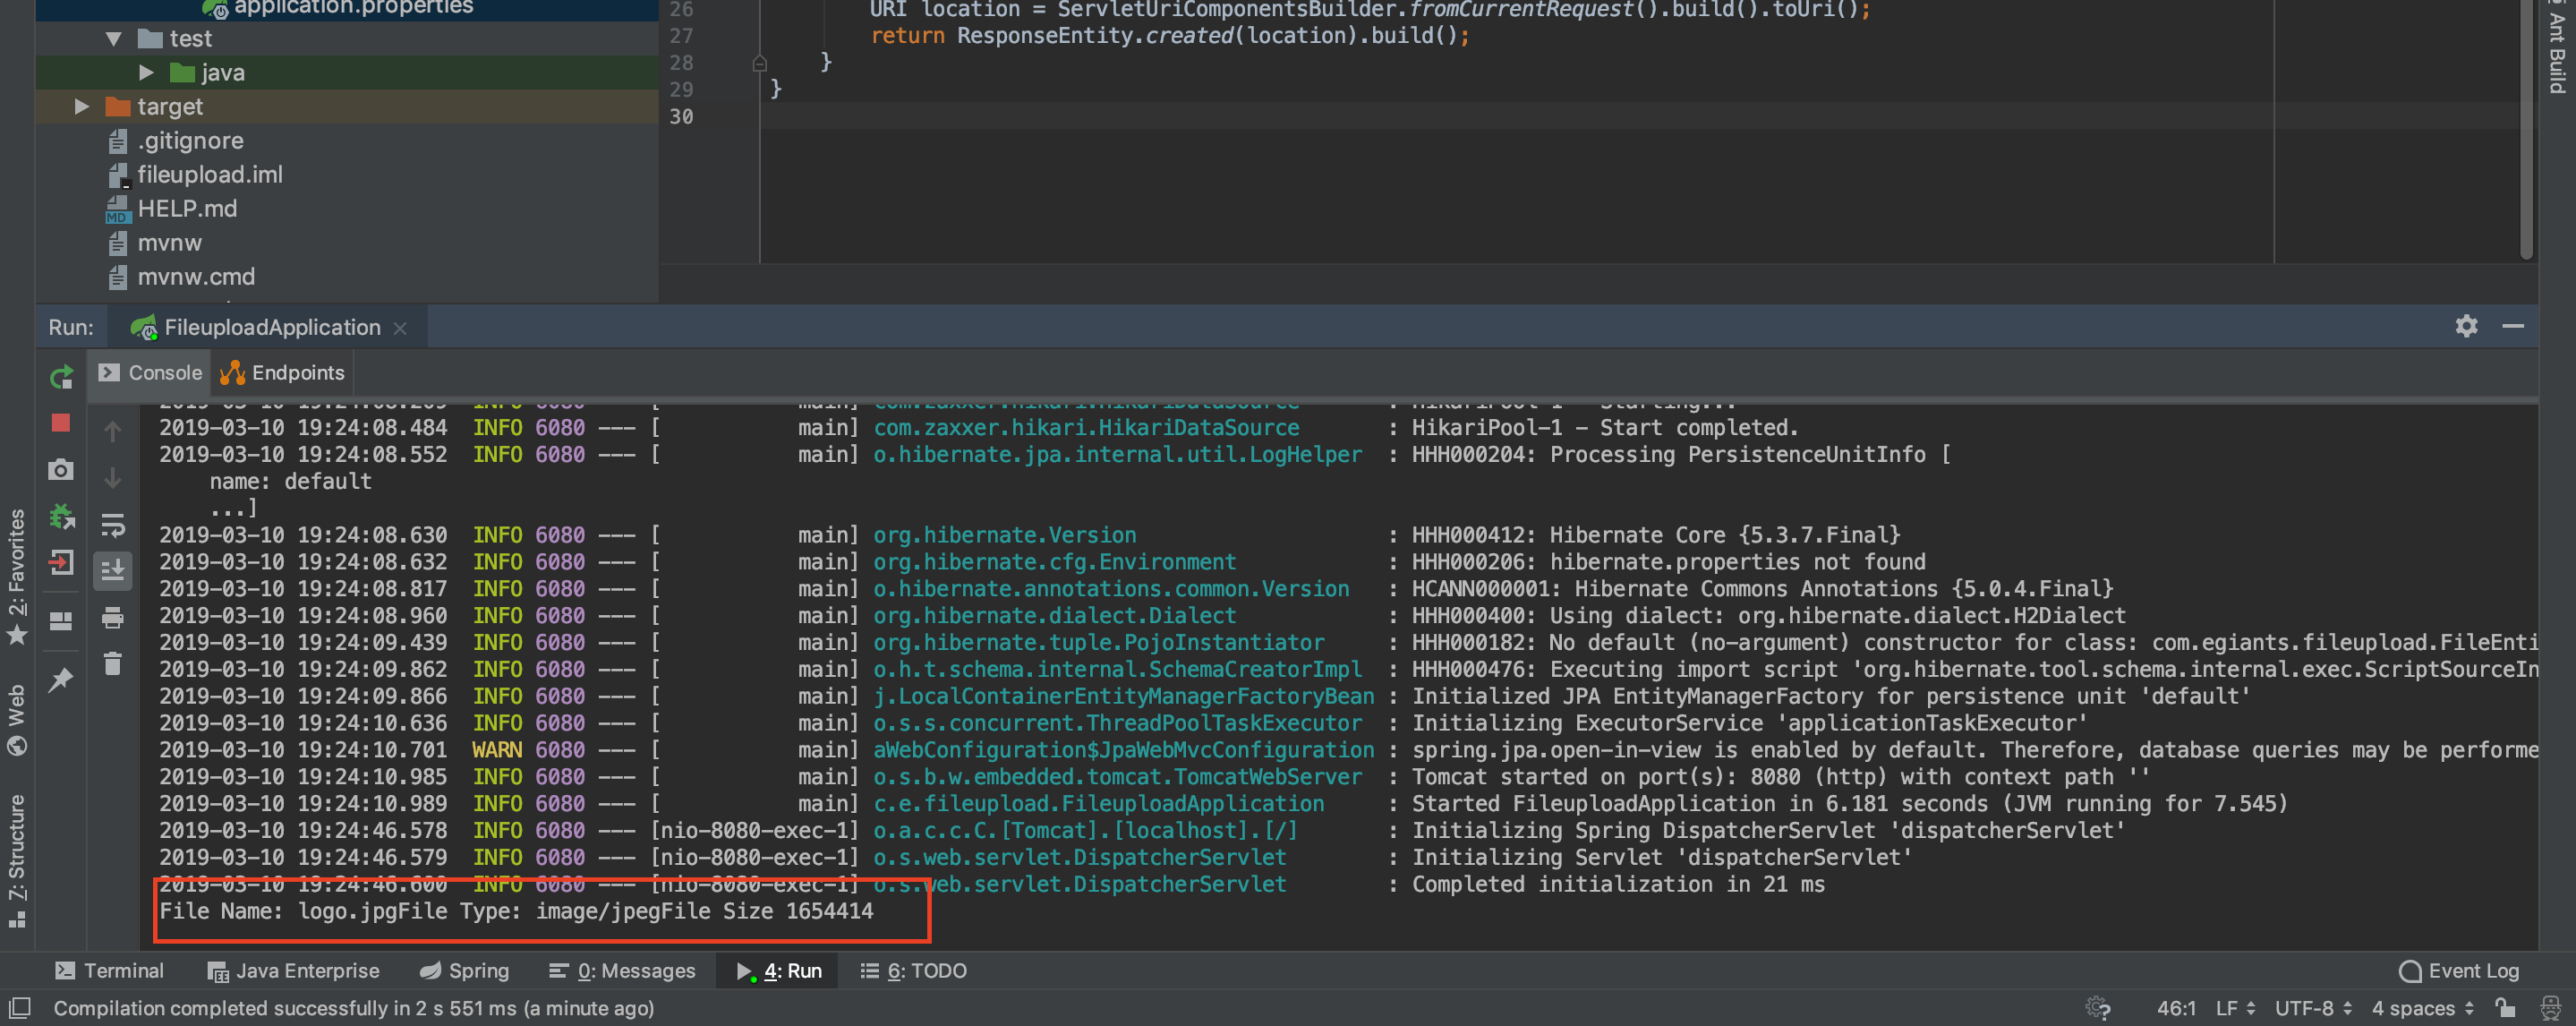 application.properties
test
java
target
.gitignore
fileupload.iml
HELP.md
mvnw
mvnw.cmd
26 URI location = ServletUriComponentsBuilder.fromCurrentRequest().build().toUri();
27 return ResponseEntity.created(location).build();
28 }
29 }
30
Ant Build
Run: FileuploadApplication
Console Endpoints
2019-03-10 19:24:08.269 INFO 6080 --- [ main] com.zaxxer.hikari.HikariDataSource : HikariPool-1 - Starting...
2019-03-10 19:24:08.484 INFO 6080 --- [ main] com.zaxxer.hikari.HikariDataSource : HikariPool-1 - Start completed.
2019-03-10 19:24:08.552 INFO 6080 --- [ main] o.hibernate.jpa.internal.util.LogHelper : HHH000204: Processing PersistenceUnitInfo [
name: default
...]
2019-03-10 19:24:08.630 INFO 6080 --- [ main] org.hibernate.Version : HHH000412: Hibernate Core {5.3.7.Final}
2019-03-10 19:24:08.632 INFO 6080 --- [ main] org.hibernate.cfg.Environment : HHH000206: hibernate.properties not found
2019-03-10 19:24:08.817 INFO 6080 --- [ main] o.hibernate.annotations.common.Version : HCANN000001: Hibernate Commons Annotations {5.0.4.Final}
2019-03-10 19:24:08.960 INFO 6080 --- [ main] org.hibernate.dialect.Dialect : HHH000400: Using dialect: org.hibernate.dialect.H2Dialect
2019-03-10 19:24:09.439 INFO 6080 --- [ main] org.hibernate.tuple.PojoInstantiator : HHH000182: No default (no-argument) constructor for class: com.egiants.fileupload.FileEnti
2019-03-10 19:24:09.862 INFO 6080 --- [ main] o.h.t.schema.internal.SchemaCreatorImpl : HHH000476: Executing import script 'org.hibernate.tool.schema.internal.exec.ScriptSourceIn
2019-03-10 19:24:09.866 INFO 6080 --- [ main] j.LocalContainerEntityManagerFactoryBean : Initialized JPA EntityManagerFactory for persistence unit 'default'
2019-03-10 19:24:10.636 INFO 6080 --- [ main] o.s.s.concurrent.ThreadPoolTaskExecutor : Initializing ExecutorService 'applicationTaskExecutor'
2019-03-10 19:24:10.701 WARN 6080 --- [ main] aWebConfiguration$JpaWebMvcConfiguration : spring.jpa.open-in-view is enabled by default. Therefore, database queries may be performe
2019-03-10 19:24:10.985 INFO 6080 --- [ main] o.s.b.w.embedded.tomcat.TomcatWebServer : Tomcat started on port(s): 8080 (http) with context path ''
2019-03-10 19:24:10.989 INFO 6080 --- [ main] c.e.fileupload.FileuploadApplication : Started FileuploadApplication in 6.181 seconds (JVM running for 7.545)
2019-03-10 19:24:46.578 INFO 6080 --- [nio-8080-exec-1] o.a.c.c.C.[Tomcat].[localhost].[/] : Initializing Spring DispatcherServlet 'dispatcherServlet'
2019-03-10 19:24:46.579 INFO 6080 --- [nio-8080-exec-1] o.s.web.servlet.DispatcherServlet : Initializing Servlet 'dispatcherServlet'
2019-03-10 19:24:46.600 INFO 6080 --- [nio-8080-exec-1] o.s.web.servlet.DispatcherServlet : Completed initialization in 21 ms
File Name: logo.jpgFile Type: image/jpegFile Size 1654414
2: Favorites
Web
7: Structure
Terminal Java Enterprise Spring 0: Messages 4: Run 6: TODO Event Log
Compilation completed successfully in 2 s 551 ms (a minute ago) 46:1 LF UTF-8 4 spaces